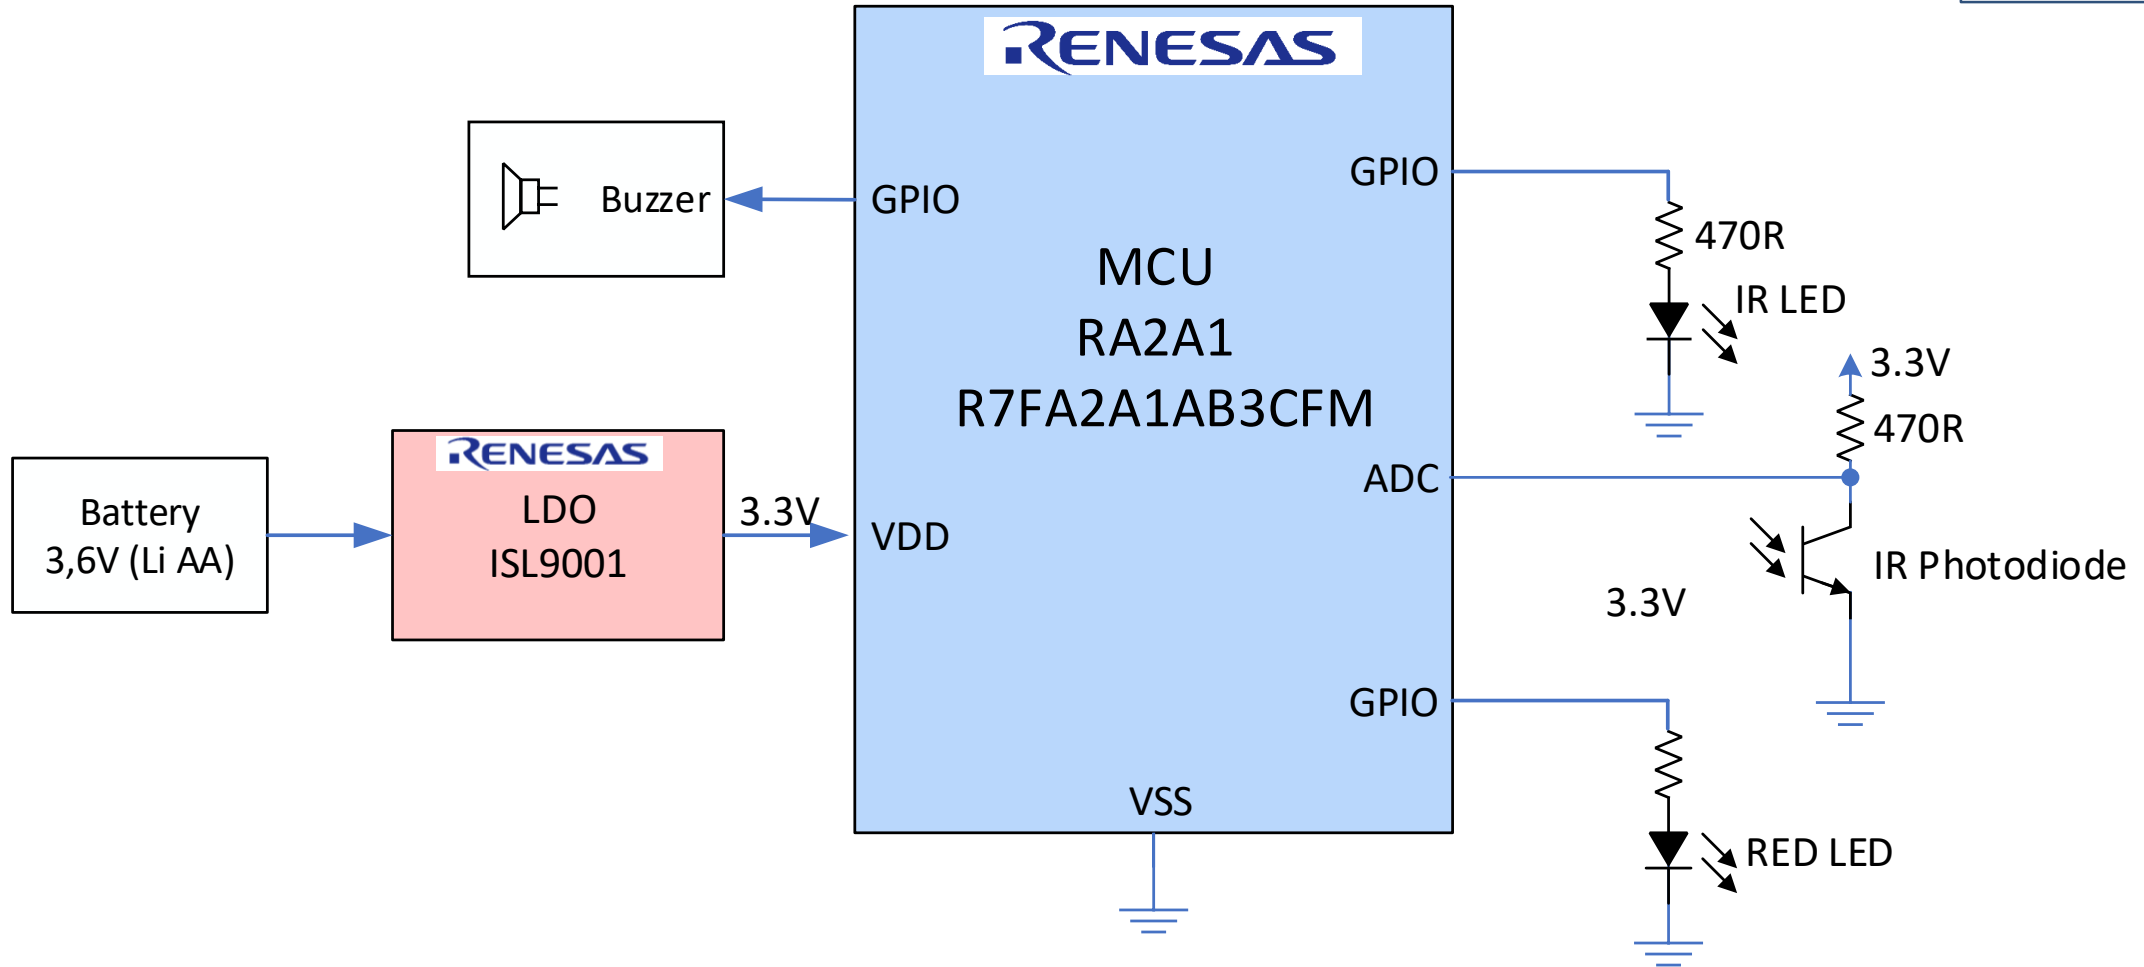 RENESAS
Buzzer
GPIO
MCU
RA2A1
R7FA2A1AB3CFM
GPIO
470R
IR LED
3.3V
470R
ADC
IR Photodiode
3.3V
Battery
3,6V (Li AA)
RENESAS
LDO
ISL9001
3.3V
VDD
GPIO
VSS
RED LED